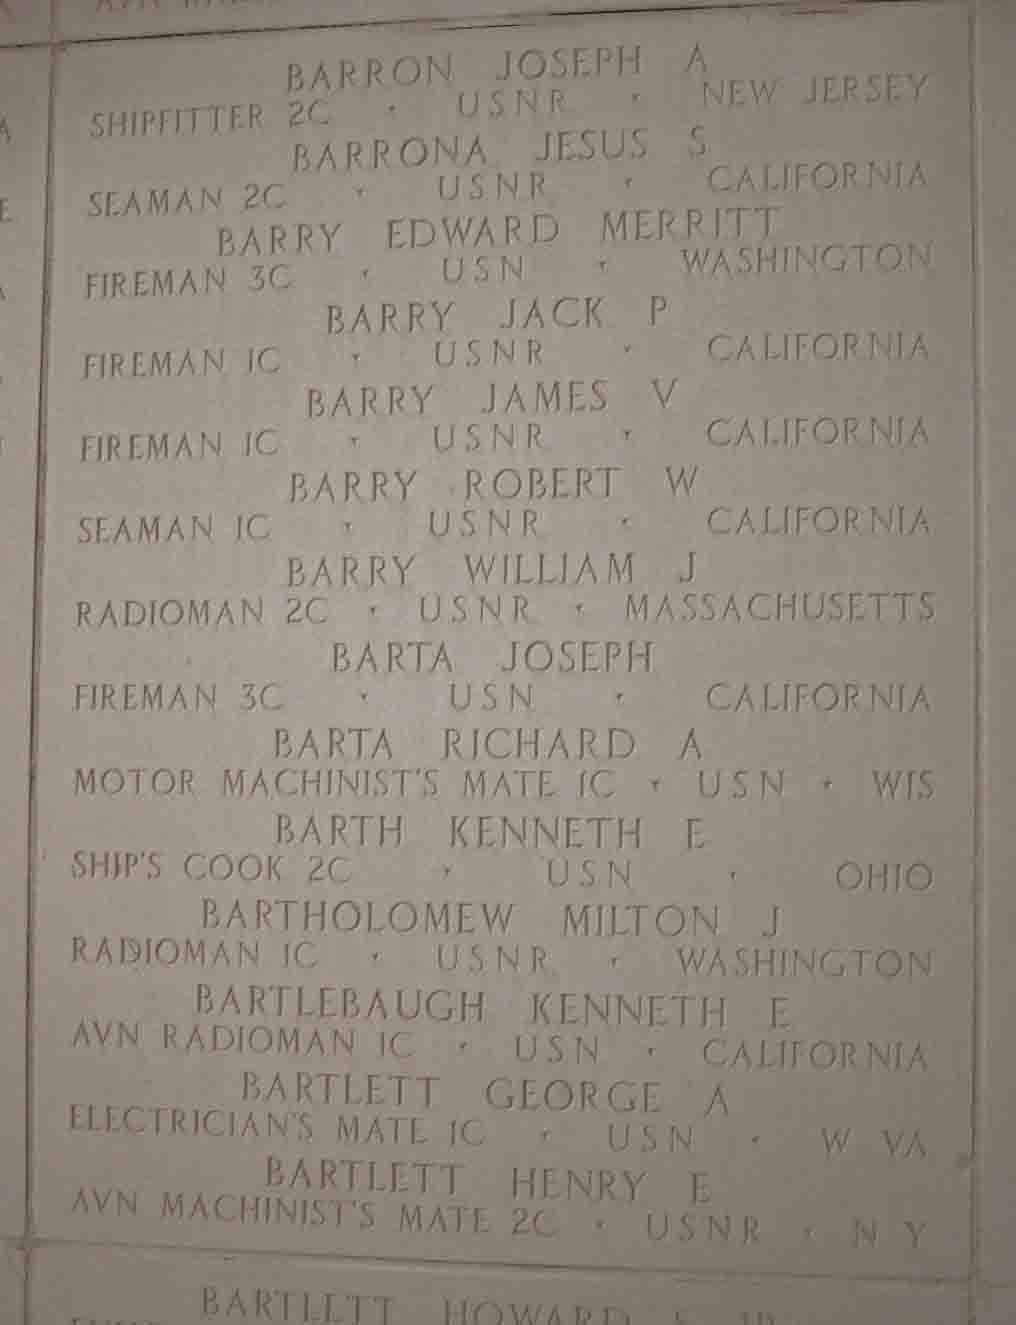 BARRON JOSEPH A
SHIPFITTER 2C · USNR · NEW JERSEY
BARRONA JESUS S
SEAMAN 2C · USNR · CALIFORNIA
BARRY EDWARD MERRITT
FIREMAN 3C · USN · WASHINGTON
BARRY JACK P
FIREMAN 1C · USNR · CALIFORNIA
BARRY JAMES V
FIREMAN 1C · USNR · CALIFORNIA
BARRY ROBERT W
SEAMAN 1C · USNR · CALIFORNIA
BARRY WILLIAM J
RADIOMAN 2C · USNR · MASSACHUSETTS
BARTA JOSEPH
FIREMAN 3C · USN · CALIFORNIA
BARTA RICHARD A
MOTOR MACHINIST'S MATE 1C · USN · WIS
BARTH KENNETH E
SHIP'S COOK 2C · USN · OHIO
BARTHOLOMEW MILTON J
RADIOMAN 1C · USNR · WASHINGTON
BARTLEBAUGH KENNETH E
AVN RADIOMAN 1C · USN · CALIFORNIA
BARTLETT GEORGE A
ELECTRICIAN'S MATE 1C · USN · W VA
BARTLETT HENRY E
AVN MACHINIST'S MATE 2C · USNR · N Y
BARTLETT HOWARD